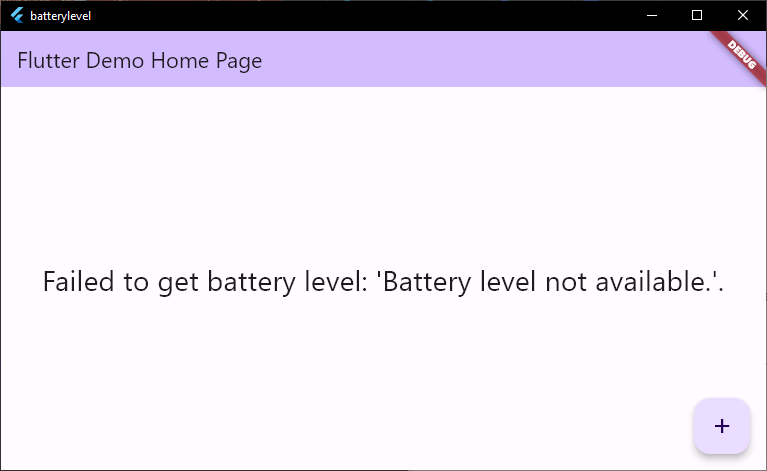 batterylevel
Flutter Demo Home Page
DEBUG
Failed to get battery level: 'Battery level not available.'.
+